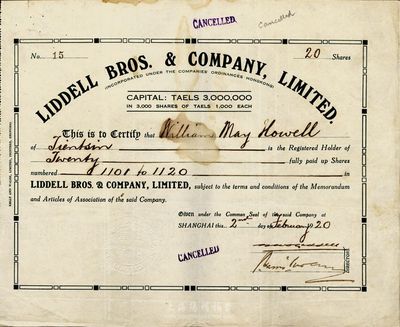 CANCELLED.
Cancelled
No. 15
20 Shares
LIDDELL BROS. & COMPANY, LIMITED.
(INCORPORATED UNDER THE COMPANIES ORDINANCES HONGKONG)
CAPITAL: TAELS 3,000,000
IN 3,000 SHARES OF TAELS 1,000 EACH
This is to Certify that William May Howell
of Tientsin is the Registered Holder of
Twenty fully paid up Shares
numbered 1101 to 1120 in
LIDDELL BROS. & COMPANY, LIMITED, subject to the terms and conditions of the Memorandum
and Articles of Association of the said Company.
Given under the Common Seal of the said Company at
SHANGHAI this 2nd day of February 1920
CANCELLED